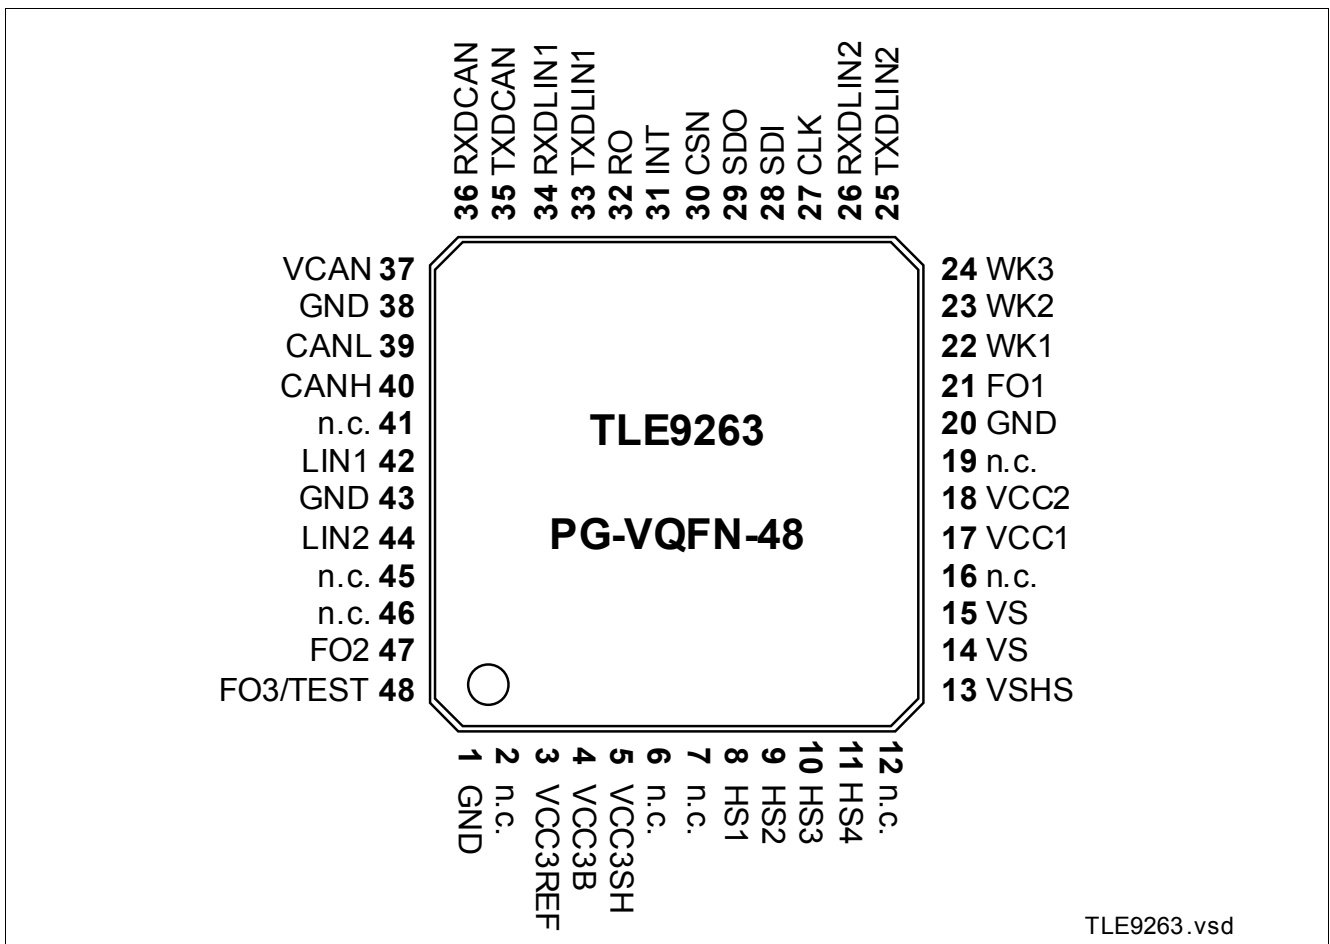 36 RXDCAN
35 TXDCAN
34 RXDLIN1
33 TXDLIN1
32 RO
31 INT
30 CSN
29 SDO
28 SDI
27 CLK
26 RXDLIN2
25 TXDLIN2
VCAN 37
GND 38
CANL 39
CANH 40
n.c. 41
LIN1 42
GND 43
LIN2 44
n.c. 45
n.c. 46
FO2 47
FO3/TEST 48
TLE9263
PG-VQFN-48
24 WK3
23 WK2
22 WK1
21 FO1
20 GND
19 n.c.
18 VCC2
17 VCC1
16 n.c.
15 VS
14 VS
13 VSHS
1 GND
2 n.c.
3 VCC3REF
4 VCC3B
5 VCC3SH
6 n.c.
7 n.c.
8 HS1
9 HS2
10 HS3
11 HS4
12 n.c.
TLE9263.vsd